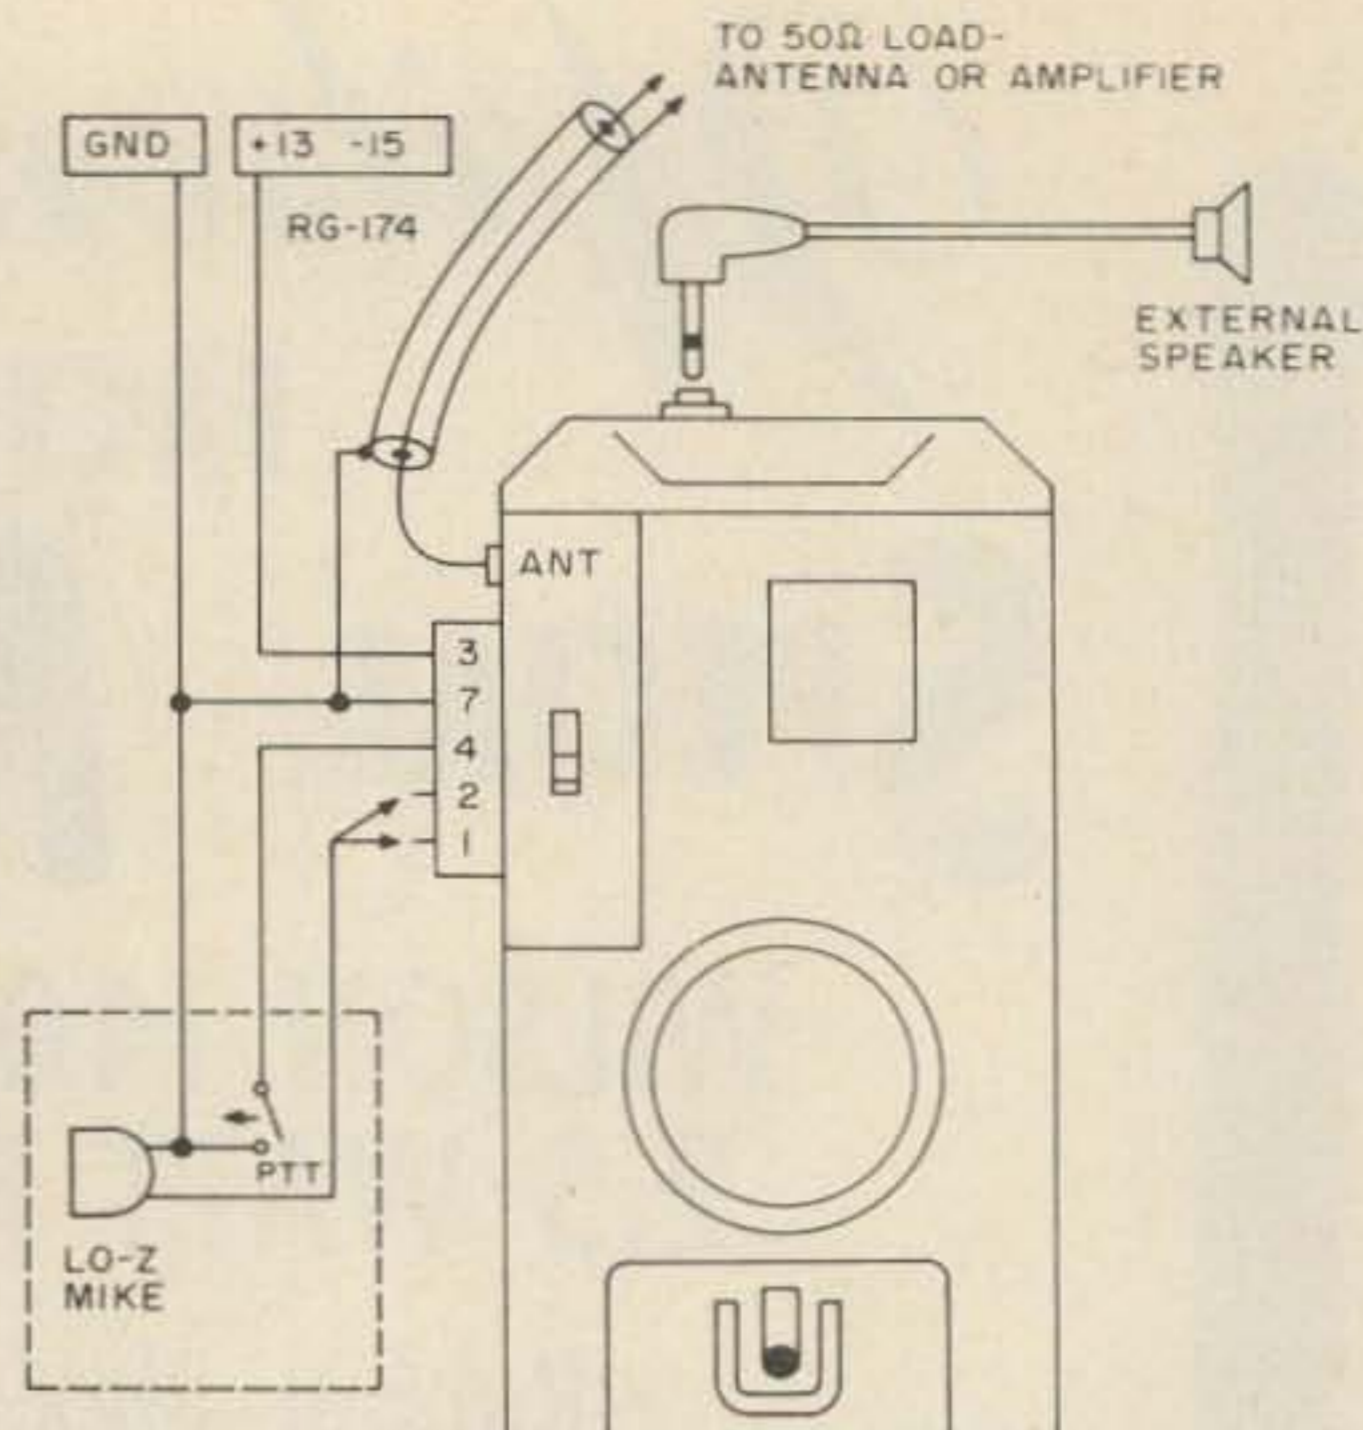 TO 50Ω LOAD-
ANTENNA OR AMPLIFIER
GND
+13 -15
RG-174
EXTERNAL
SPEAKER
ANT
3
7
4
2
1
PTT
LO-Z
MIKE